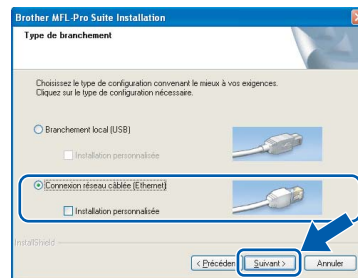 Brother MFL-Pro Suite Installation
Type de branchement
Choisissez le type de configuration convenant le mieux à vos exigences.
Cliquez sur le type de configuration nécessaire.
Branchement local (USB)
Installation personnalisée
Connexion réseau câblée (Ethernet)
Installation personnalisée
InstallShield
< Précéden Suivant > Annuler